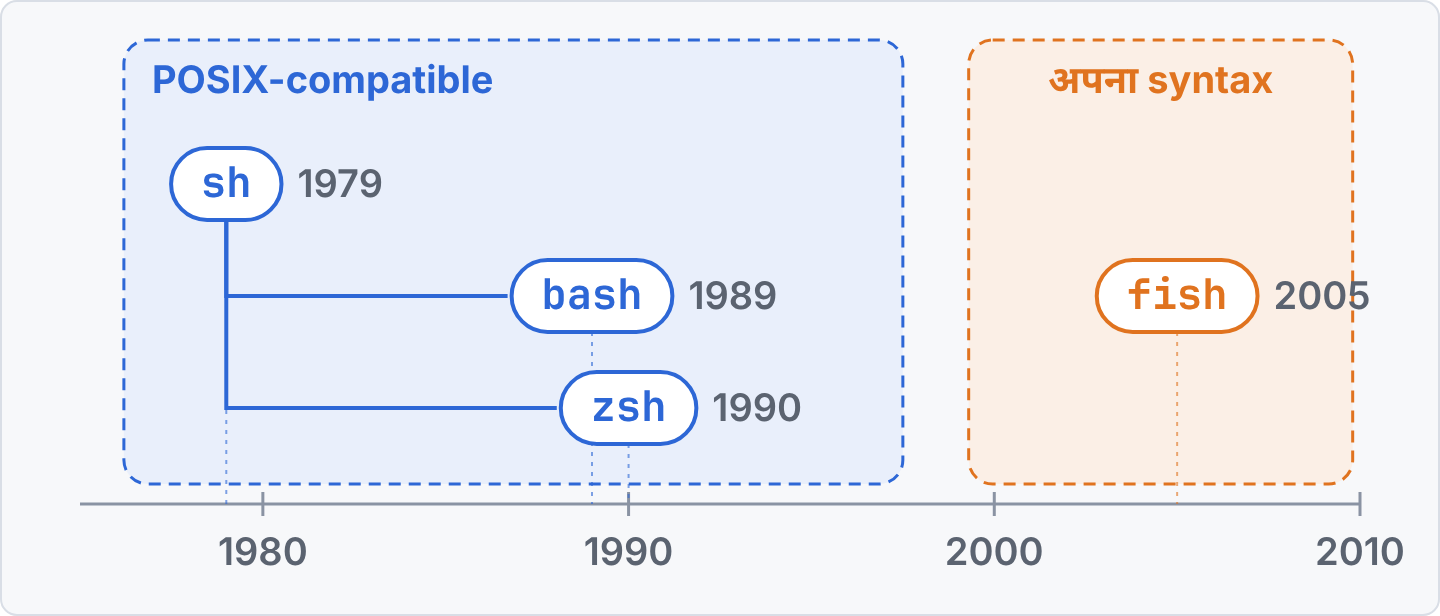 POSIX-compatible
अपना syntax
sh 1979
bash 1989
fish 2005
zsh 1990
1980 1990 2000 2010